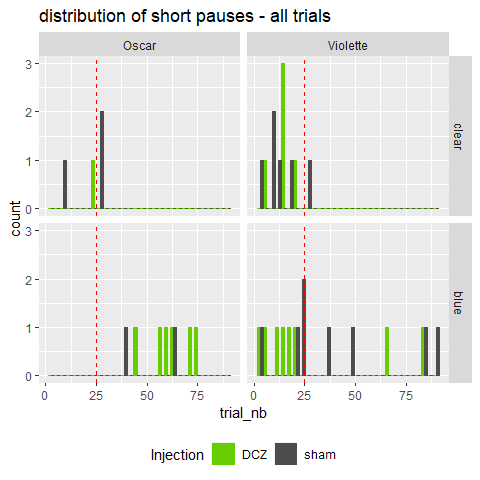 distribution of short pauses - all trials
Oscar Violette
3
2
1
0
clear
count
3
2
1
0
blue
0 25 50 75 0 25 50 75
trial_nb
Injection DCZ sham